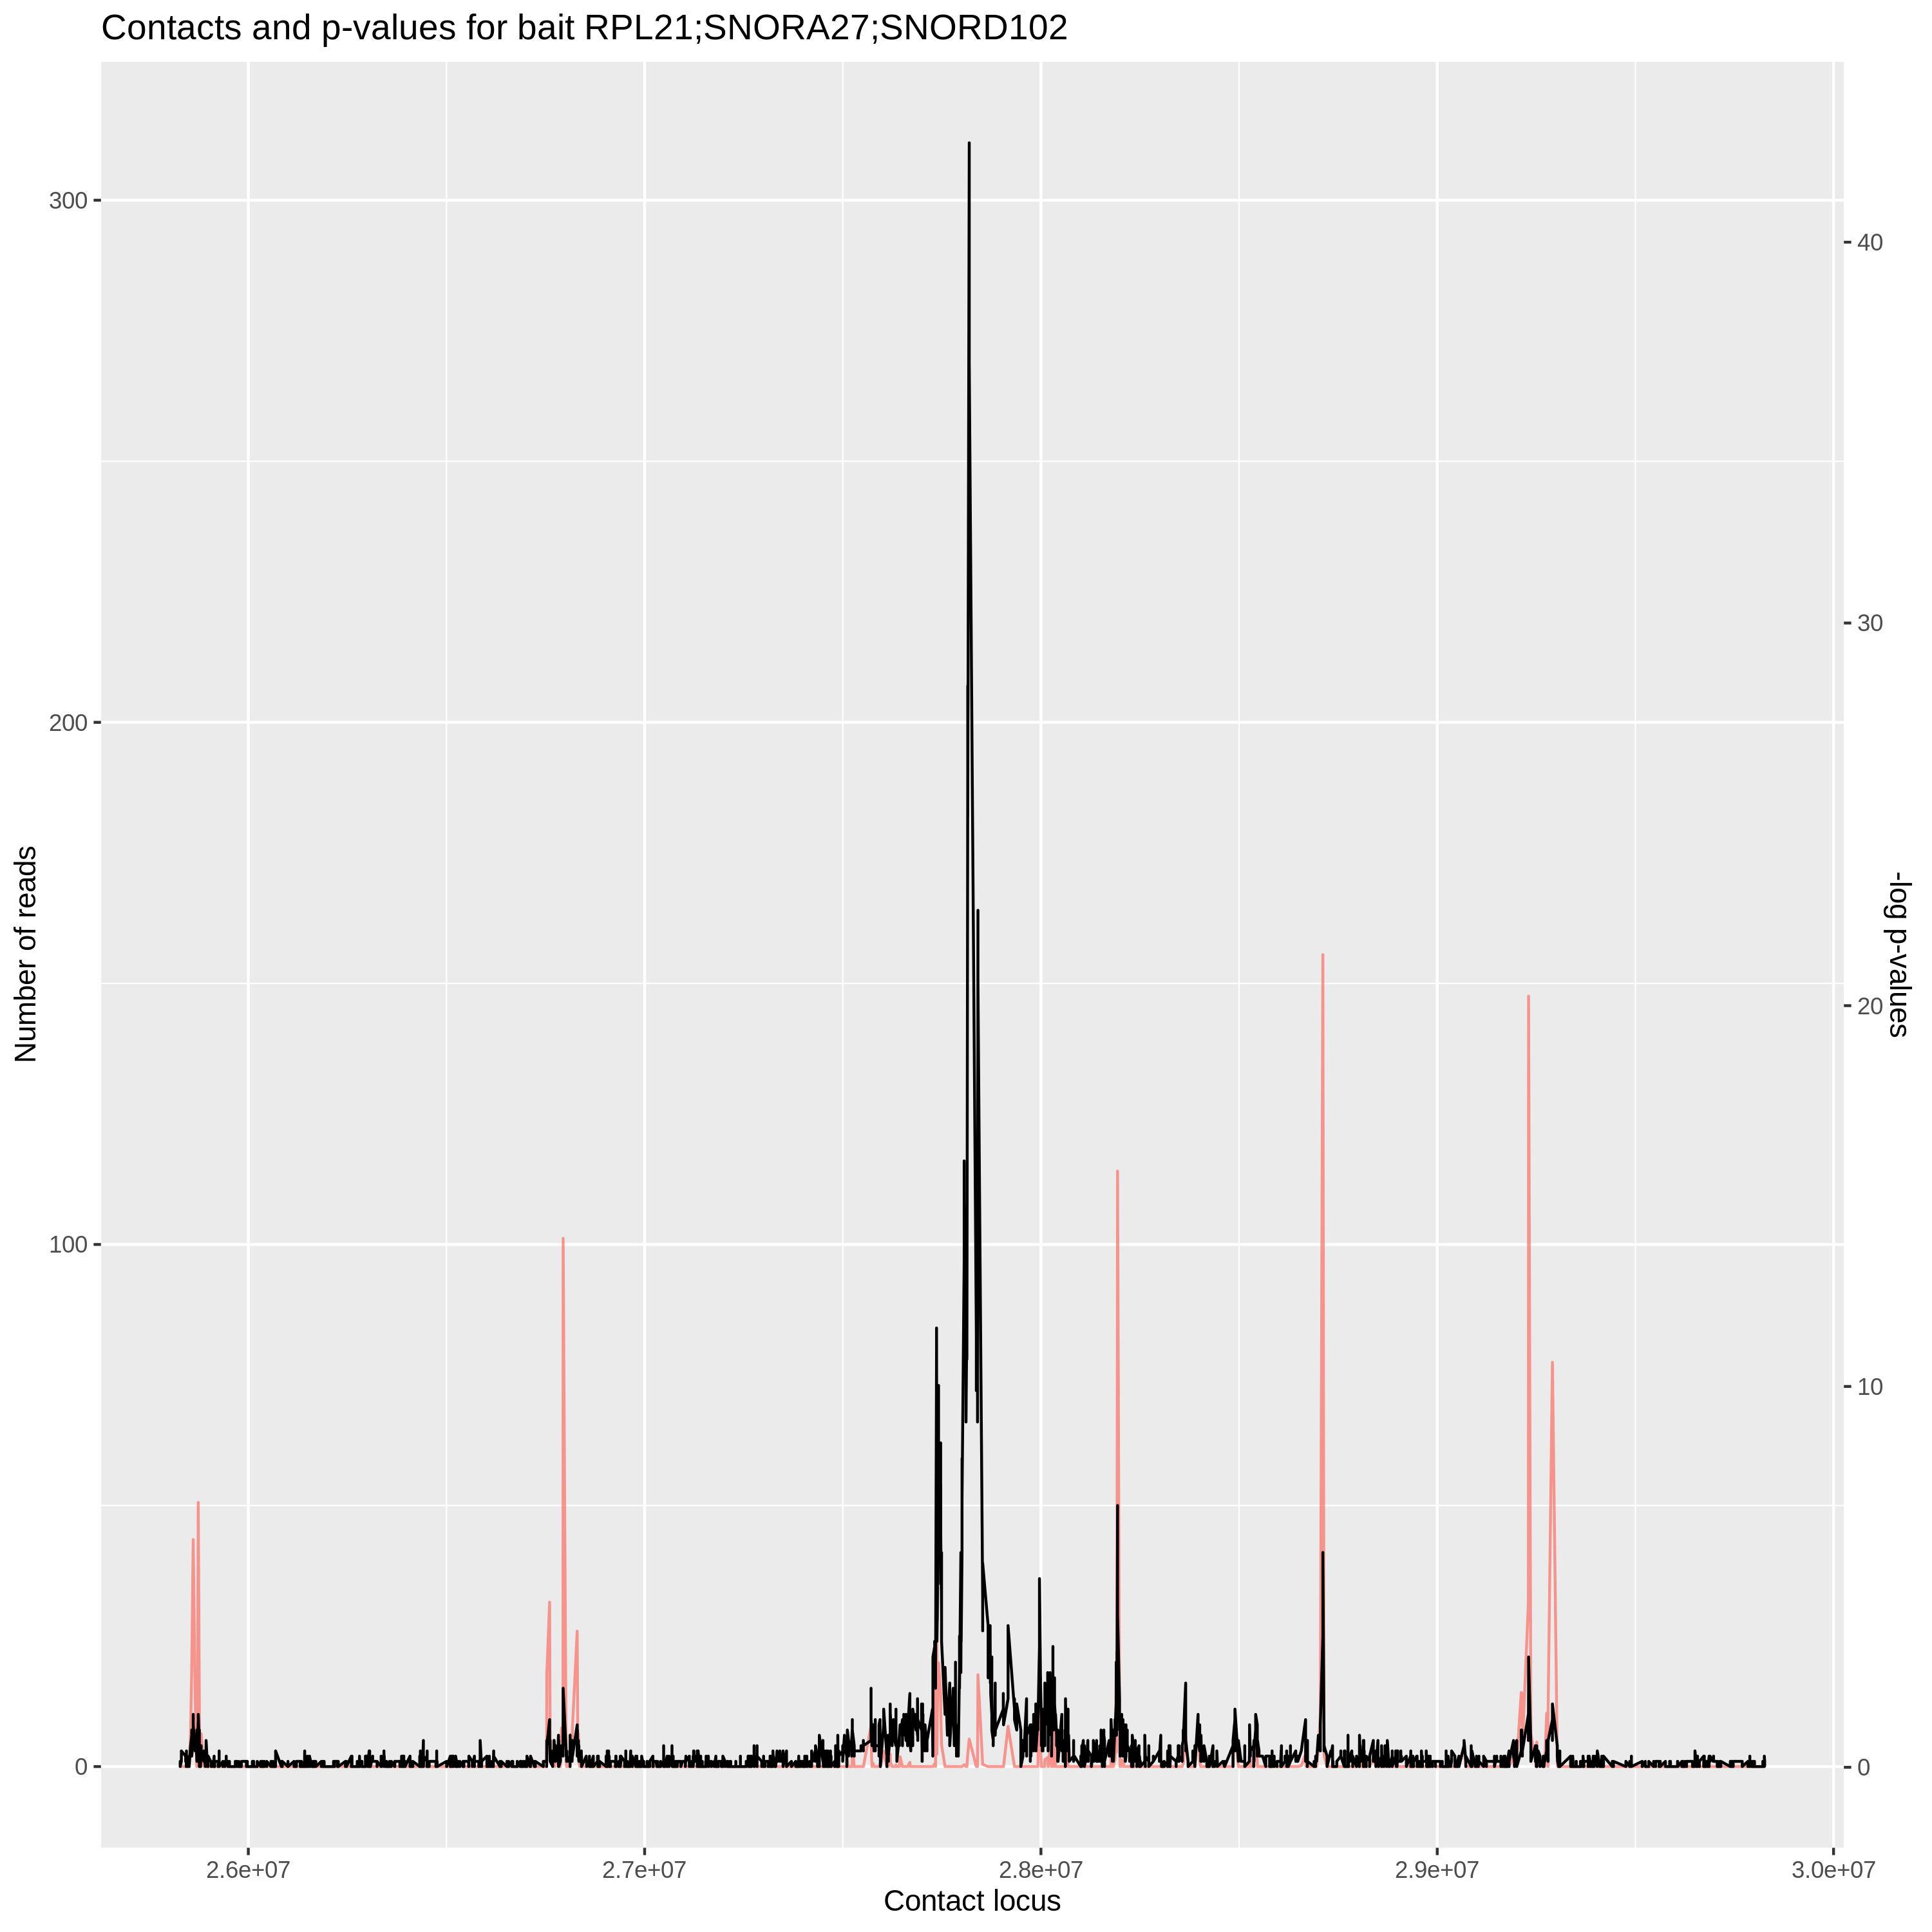 Contacts and p-values for bait RPL21;SNORA27;SNORD102
300
200
100
0
Number of reads
40
30
20
10
0
-log p-values
2.6e+07
2.7e+07
2.8e+07
2.9e+07
3.0e+07
Contact locus